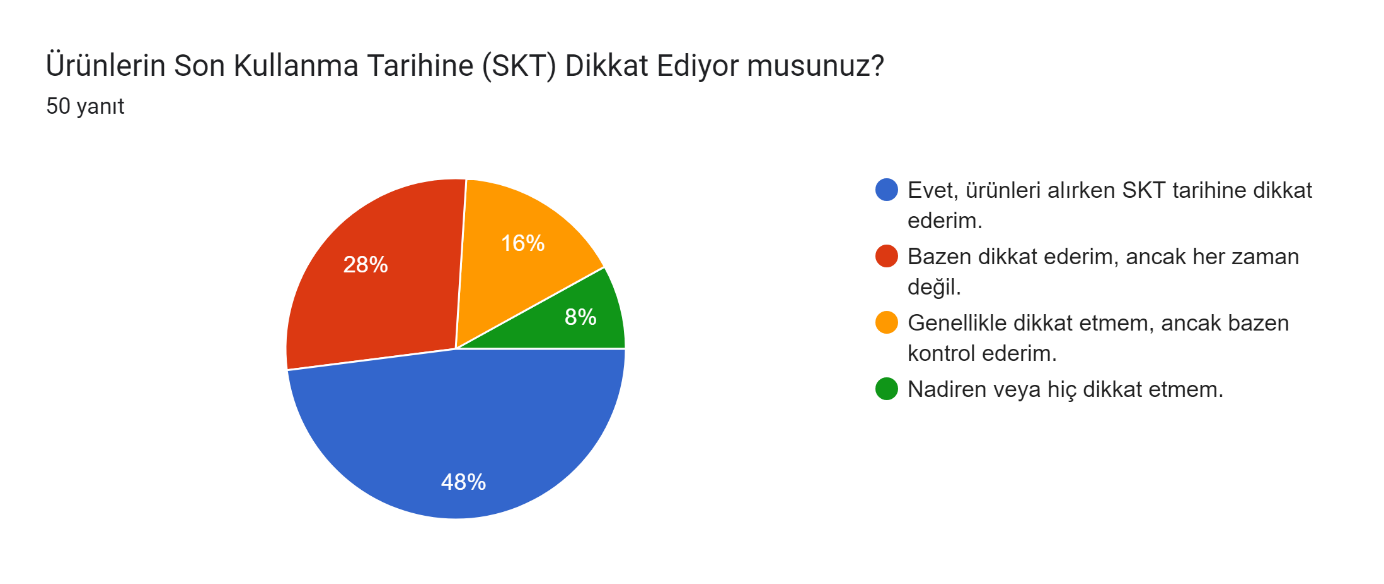 Ürünlerin Son Kullanma Tarihine (SKT) Dikkat Ediyor musunuz?
50 yanıt
28%
16%
8%
48%
Evet, ürünleri alırken SKT tarihine dikkat
ederim.
Bazen dikkat ederim, ancak her zaman
değil.
Genellikle dikkat etmem, ancak bazen
kontrol ederim.
Nadiren veya hiç dikkat etmem.